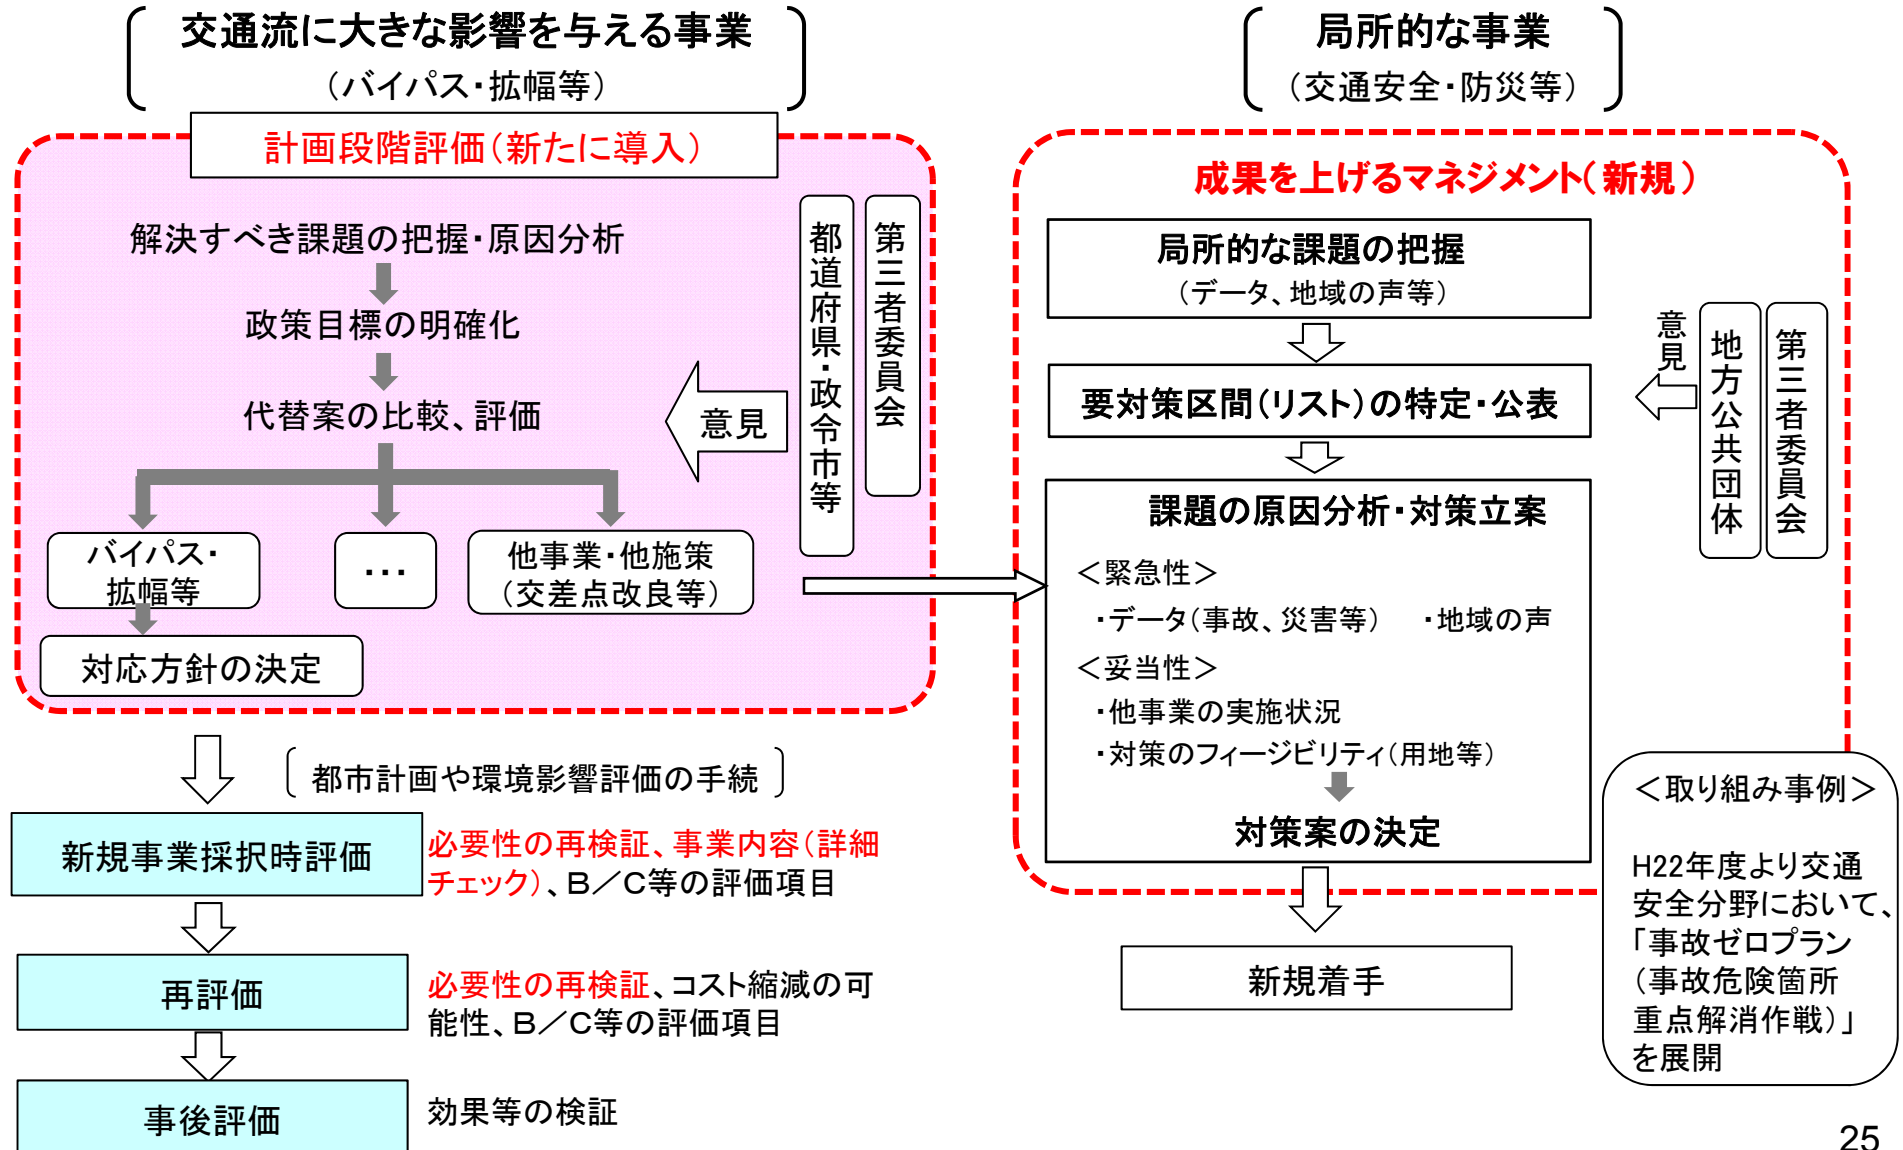 交通流に大きな影響を与える事業
（バイパス・拡幅等）
計画段階評価（新たに導入）
解決すべき課題の把握・原因分析
政策目標の明確化
代替案の比較、評価
意見
都道府県・政令市等
第三者委員会
バイパス・
拡幅等
・・・
他事業・他施策
（交差点改良等）
対応方針の決定
都市計画や環境影響評価の手続
新規事業採択時評価
必要性の再検証、事業内容（詳細
チェック）、Ｂ／Ｃ等の評価項目
再評価
必要性の再検証、コスト縮減の可
能性、Ｂ／Ｃ等の評価項目
事後評価
効果等の検証
局所的な事業
（交通安全・防災等）
成果を上げるマネジメント（新規）
局所的な課題の把握
（データ、地域の声等）
要対策区間（リスト）の特定・公表
意見
地方公共団体
第三者委員会
課題の原因分析・対策立案
＜緊急性＞
・データ（事故、災害等）　・地域の声
＜妥当性＞
・他事業の実施状況
・対策のフィージビリティ（用地等）
対策案の決定
新規着手
＜取り組み事例＞
H22年度より交通
安全分野において、
「事故ゼロプラン
（事故危険箇所
重点解消作戦）」
を展開
25